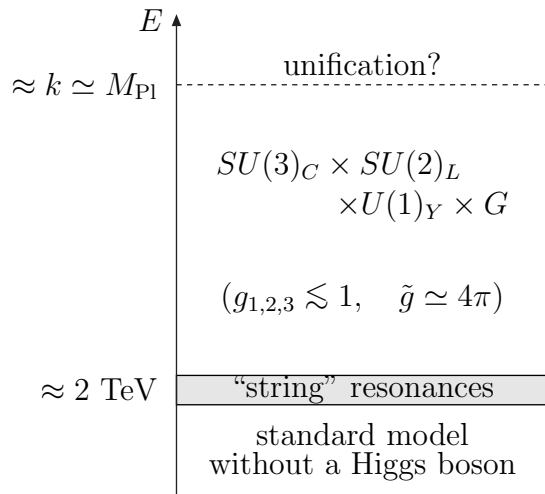 E
unification?
≈ k ≃ M_Pl
SU(3)_C × SU(2)_L
×U(1)_Y × G
(g_{1,2,3} ≲ 1, g̃ ≃ 4π)
≈ 2 TeV
“string” resonances
standard model
without a Higgs boson